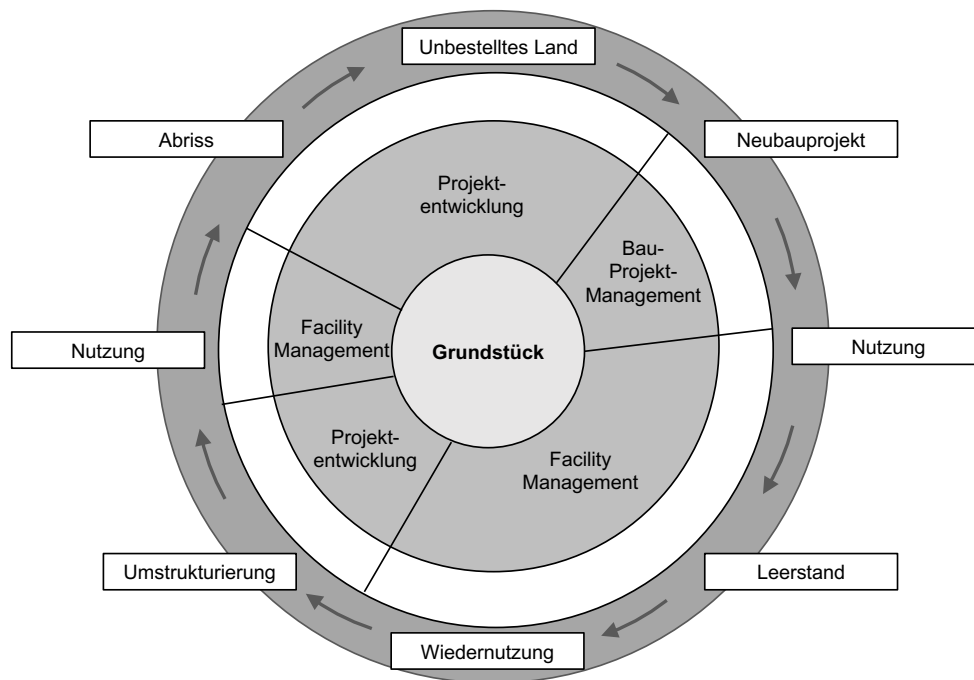 Unbestelltes Land
Abriss
Neubauprojekt
Projekt-
entwicklung
Bau-
Projekt-
Management
Facility
Management
Grundstück
Nutzung
Nutzung
Projekt-
entwicklung
Facility
Management
Umstrukturierung
Leerstand
Wiedernutzung